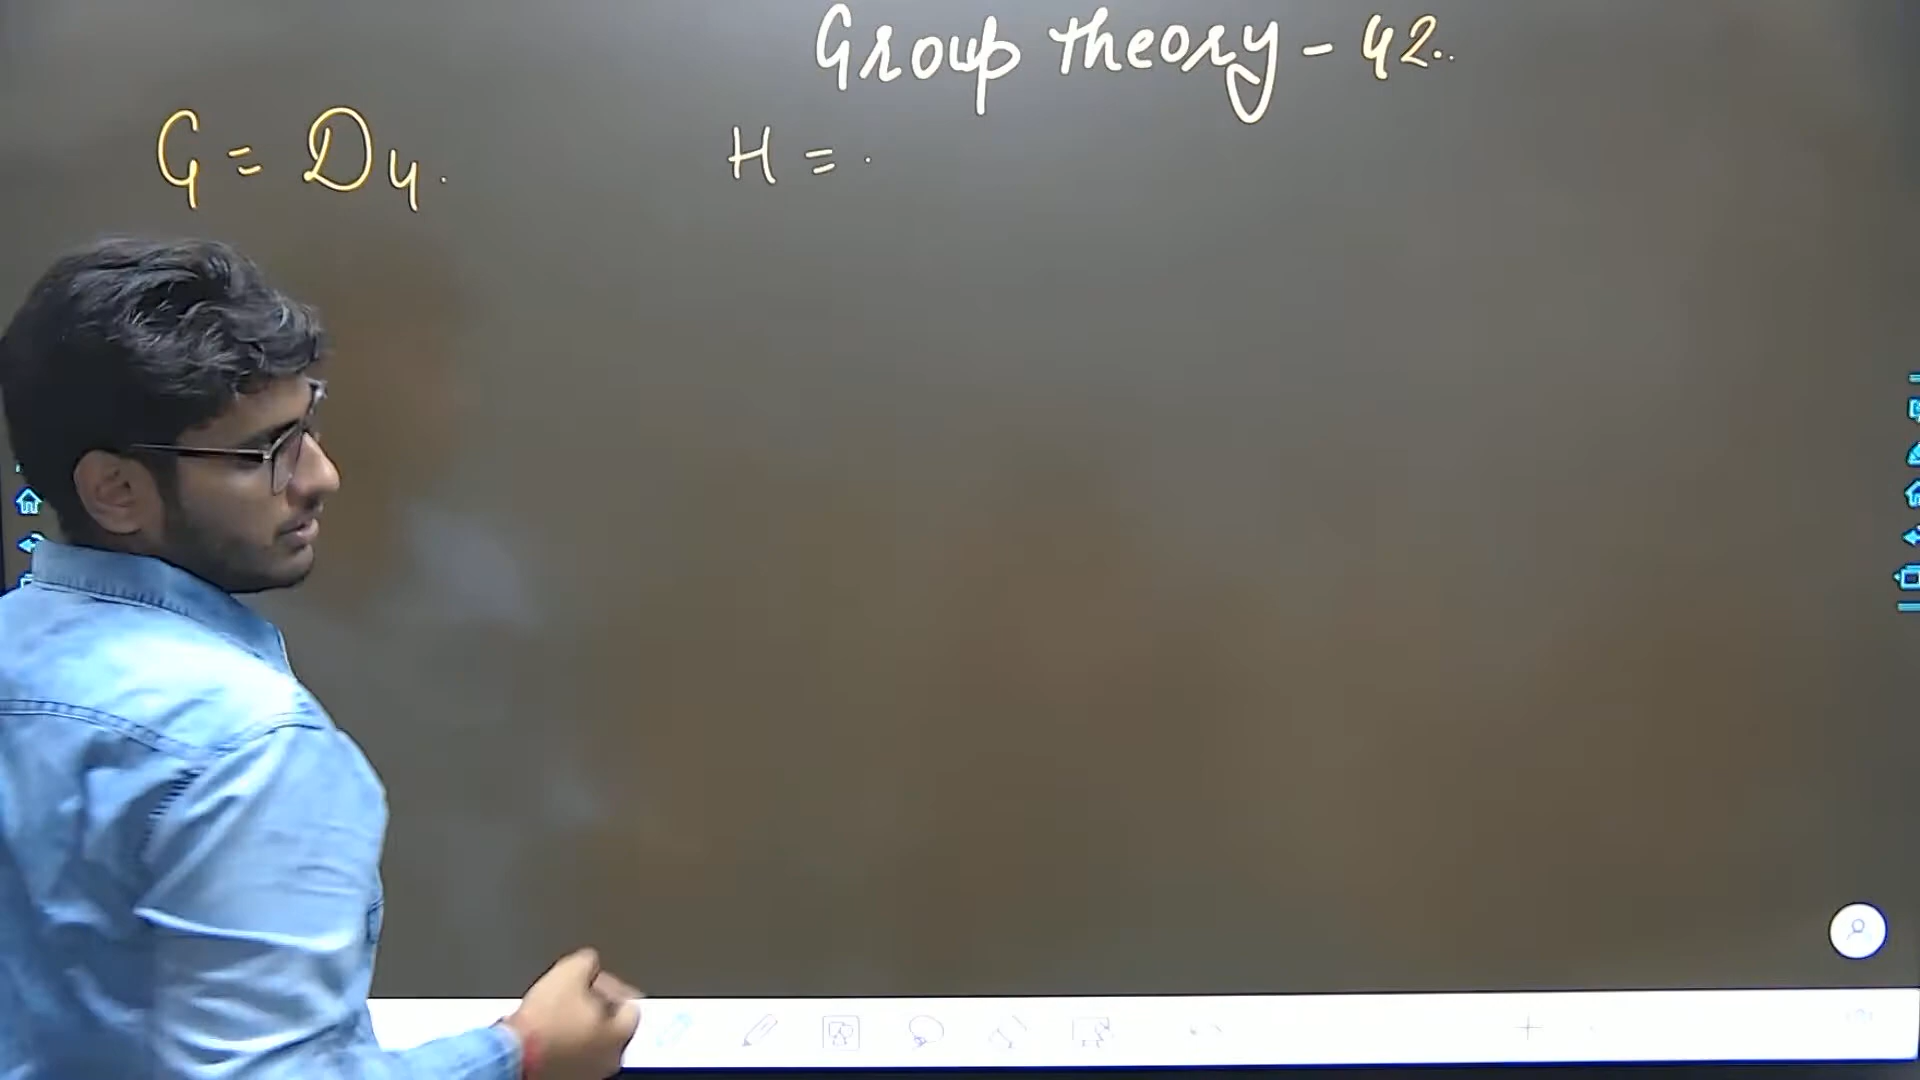 Group theory - 42..
G = D4.
H = .